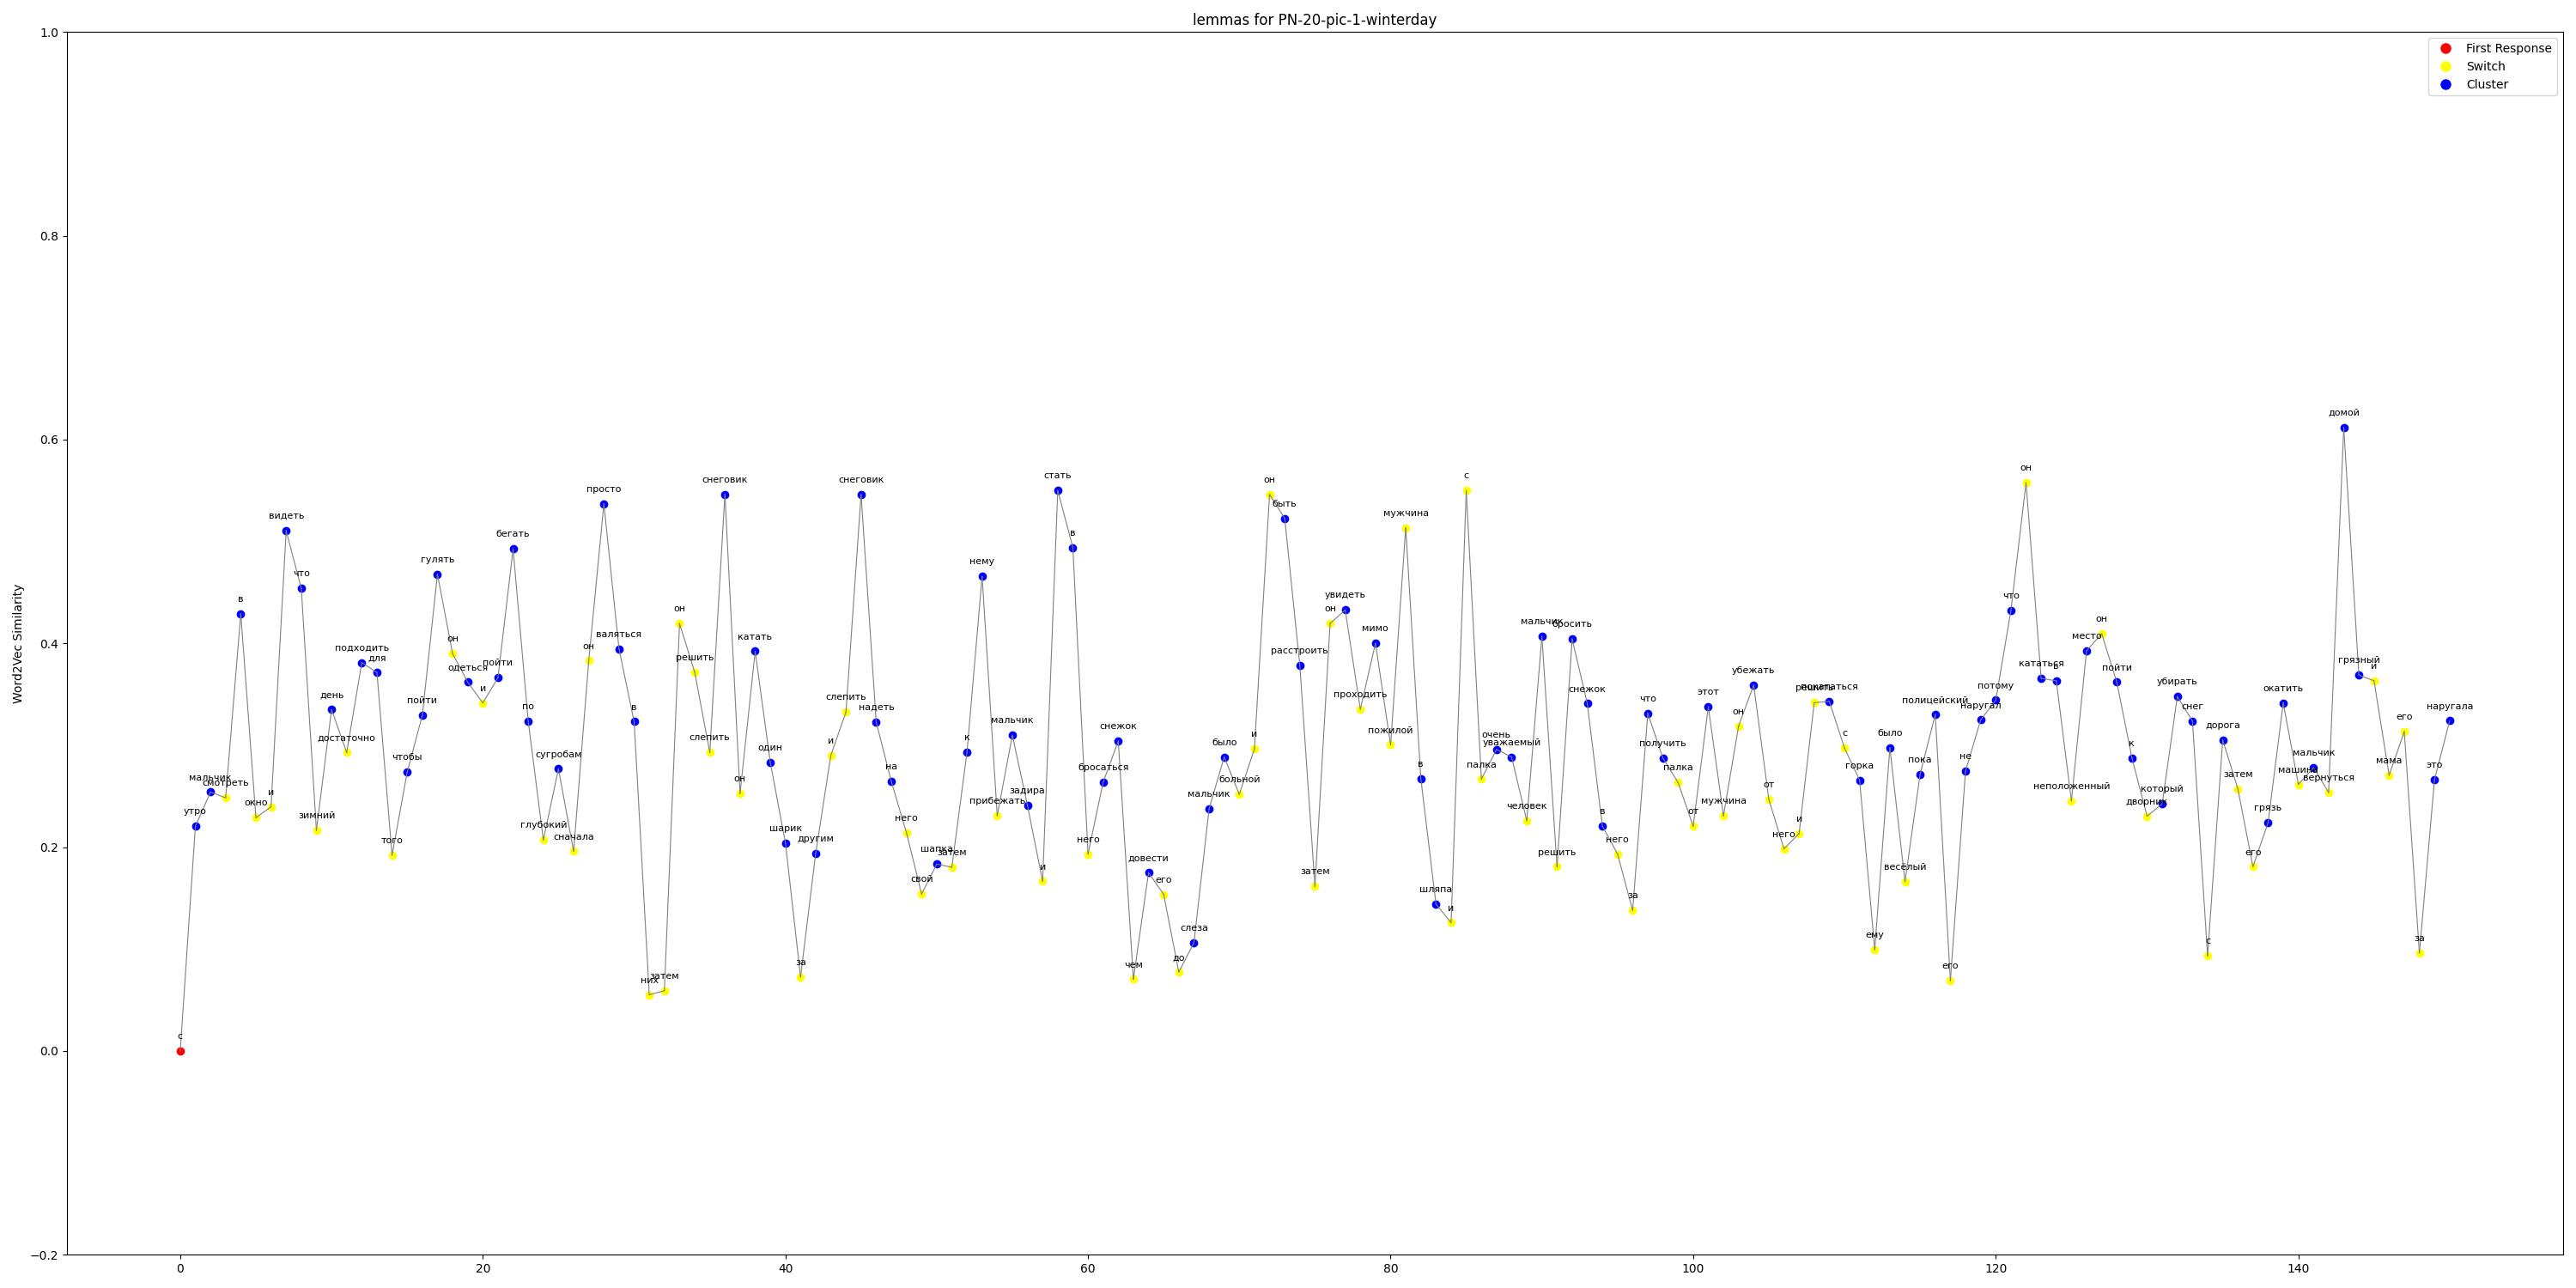 lemmas for PN-20-pic-1-winterday
First Response
Switch
Cluster
Word2Vec Similarity
1.0
0.8
0.6
0.4
0.2
0.0
−0.2
с
утро
мальчик
смотреть
в
окно
и
видеть
что
зимний
день
достаточно
подходить
для
того
чтобы
пойти
гулять
он
одеться
и
пойти
бегать
по
глубокий
сугробам
сначала
он
просто
валяться
в
них
затем
он
решить
слепить
снеговик
он
катать
один
шарик
за
другим
и
слепить
снеговик
надеть
на
него
свой
шапка
затем
к
нему
прибежать
мальчик
задира
и
стать
в
него
бросаться
снежок
чем
довести
его
до
слеза
мальчик
было
больной
и
он
быть
расстроить
затем
он
увидеть
проходить
мимо
пожилой
мужчина
в
шляпа
и
с
палка
очень
уважаемый
человек
мальчик
решить
бросить
снежок
в
него
за
что
получить
палка
от
этот
мужчина
он
убежать
от
него
и
решить
покататься
с
горка
ему
было
весёлый
пока
полицейский
его
не
наругал
потому
что
он
кататься
в
неположенный
место
он
пойти
к
дворник
который
убирать
снег
с
дорога
затем
его
грязь
окатить
машина
мальчик
вернуться
домой
грязный
и
мама
его
за
это
наругала
0
20
40
60
80
100
120
140